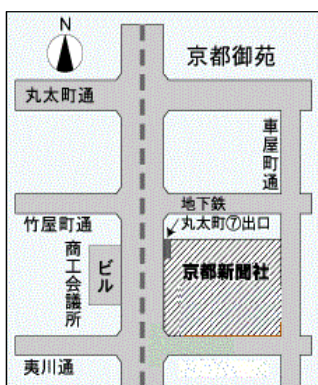 N
京都御苑
丸太町通
車屋町通
地下鉄
丸太町⑦出口
竹屋町通
商工会議所
ビル
京都新聞社
夷川通